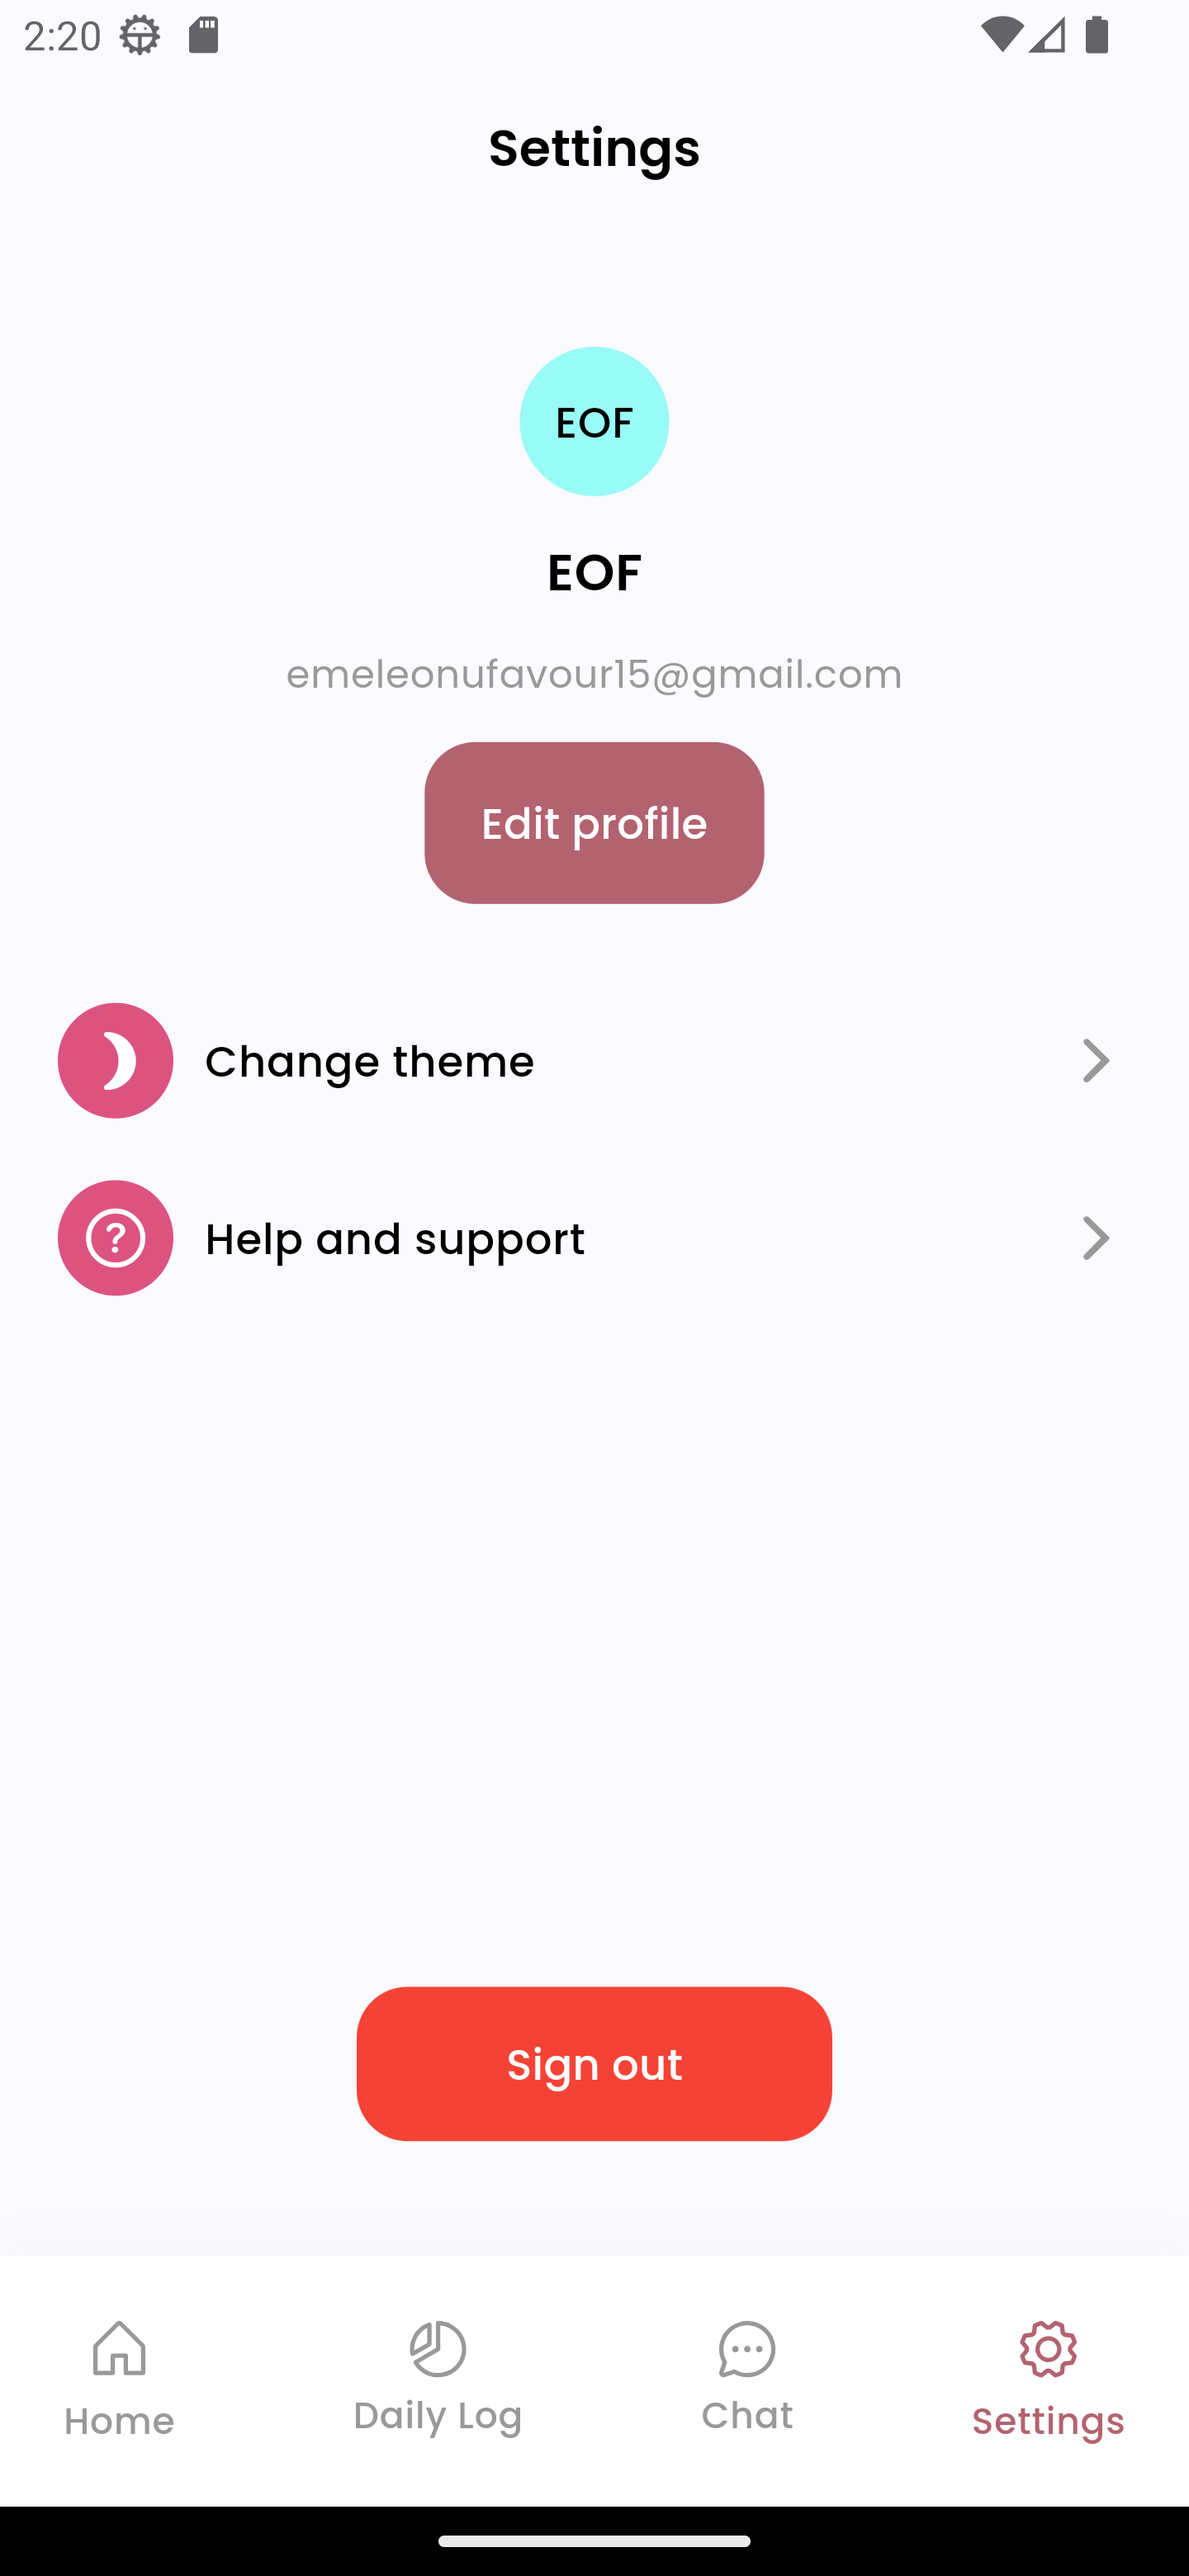 2:20
Settings
EOF
EOF
emeleonufavour15@gmail.com
Edit profile
Change theme
Help and support
Sign out
Home
Daily Log
Chat
Settings